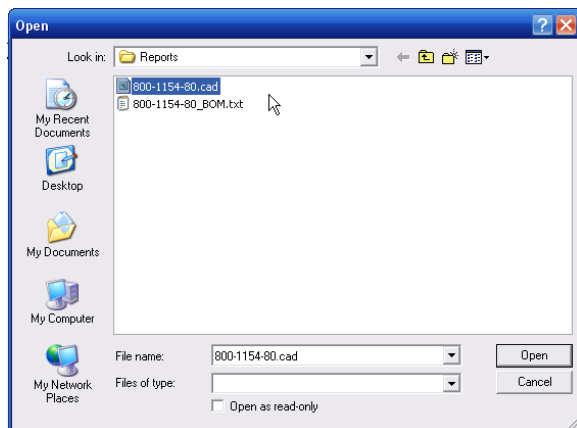 Open
Look in: Reports
800-1154-80.cad
800-1154-80_BOM.txt
My Recent
Documents
Desktop
My Documents
My Computer
My Network
Places
File name: 800-1154-80.cad Open
Files of type: Cancel
Open as read-only